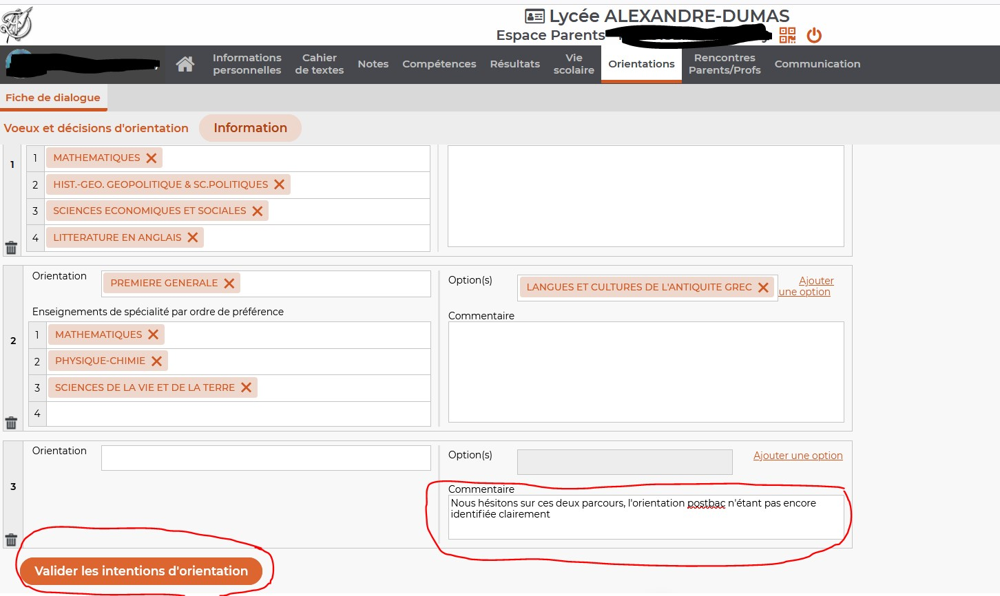 Lycée ALEXANDRE-DUMAS
Espace Parents
Informations personnelles
Cahier de textes
Notes
Compétences
Résultats
Vie scolaire
Orientations
Rencontres Parents/Profs
Communication
Fiche de dialogue
Voeux et décisions d'orientation
Information
1
1 MATHEMATIQUES
2 HIST.-GEO. GEOPOLITIQUE & SC.POLITIQUES
3 SCIENCES ECONOMIQUES ET SOCIALES
4 LITTERATURE EN ANGLAIS
2
Orientation PREMIERE GENERALE
Enseignements de spécialité par ordre de préférence
1 MATHEMATIQUES
2 PHYSIQUE-CHIMIE
3 SCIENCES DE LA VIE ET DE LA TERRE
4
Option(s) LANGUES ET CULTURES DE L'ANTIQUITE GREC
Ajouter
une option
Commentaire
3
Orientation
Option(s)
Ajouter une option
Commentaire
Nous hésitons sur ces deux parcours, l'orientation postbac n'étant pas encore
identifiée clairement
Valider les intentions d'orientation